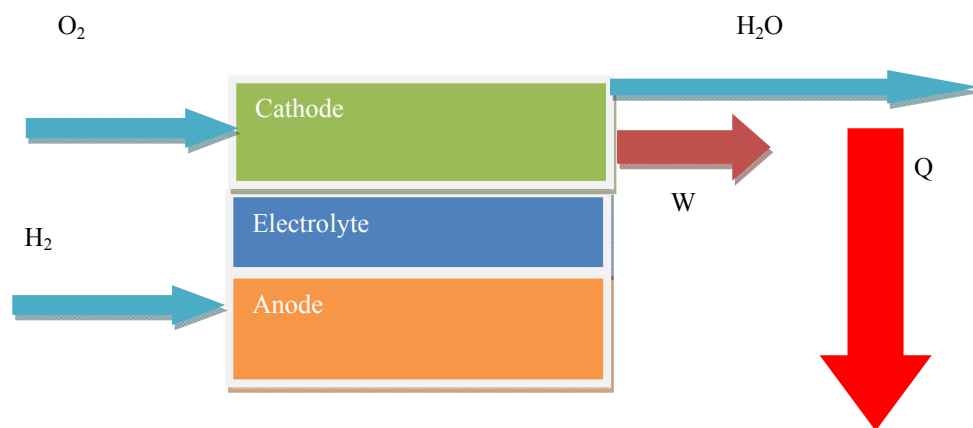 O₂
H₂O
Cathode
Q
W
Electrolyte
H₂
Anode